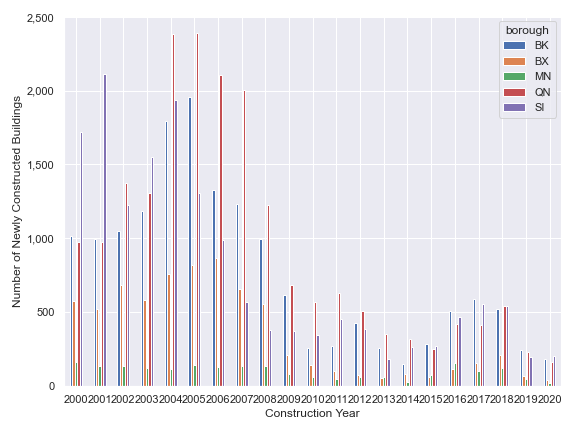 2,500
2,000
1,500
1,000
500
0
Number of Newly Constructed Buildings
borough
BK
BX
MN
QN
SI
2000 2001 2002 2003 2004 2005 2006 2007 2008 2009 2010 2011 2012 2013 2014 2015 2016 2017 2018 2019 2020
Construction Year